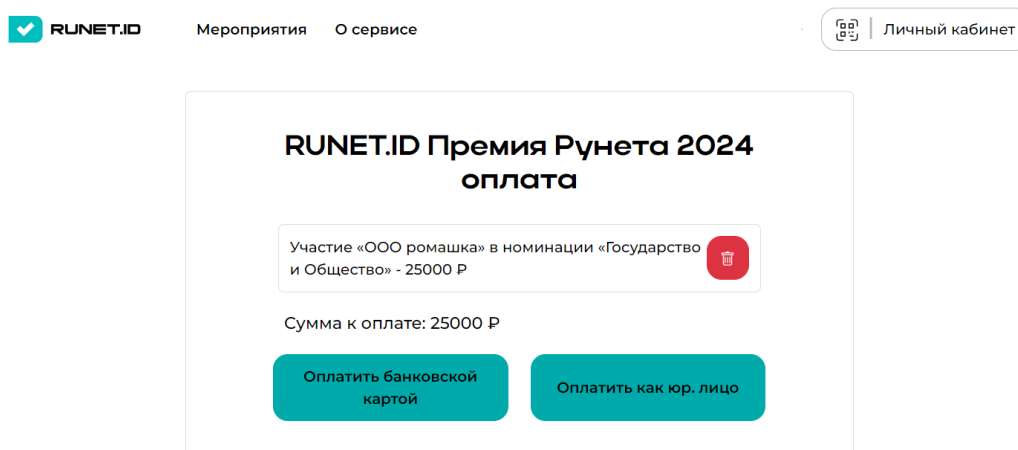 RUNET.ID
Мероприятия
О сервисе
Личный кабинет
RUNET.ID Премия Рунета 2024
оплата
Участие «ООО ромашка» в номинации «Государство
и Общество» - 25000 ₽
Сумма к оплате: 25000 ₽
Оплатить банковской
картой
Оплатить как юр. лицо